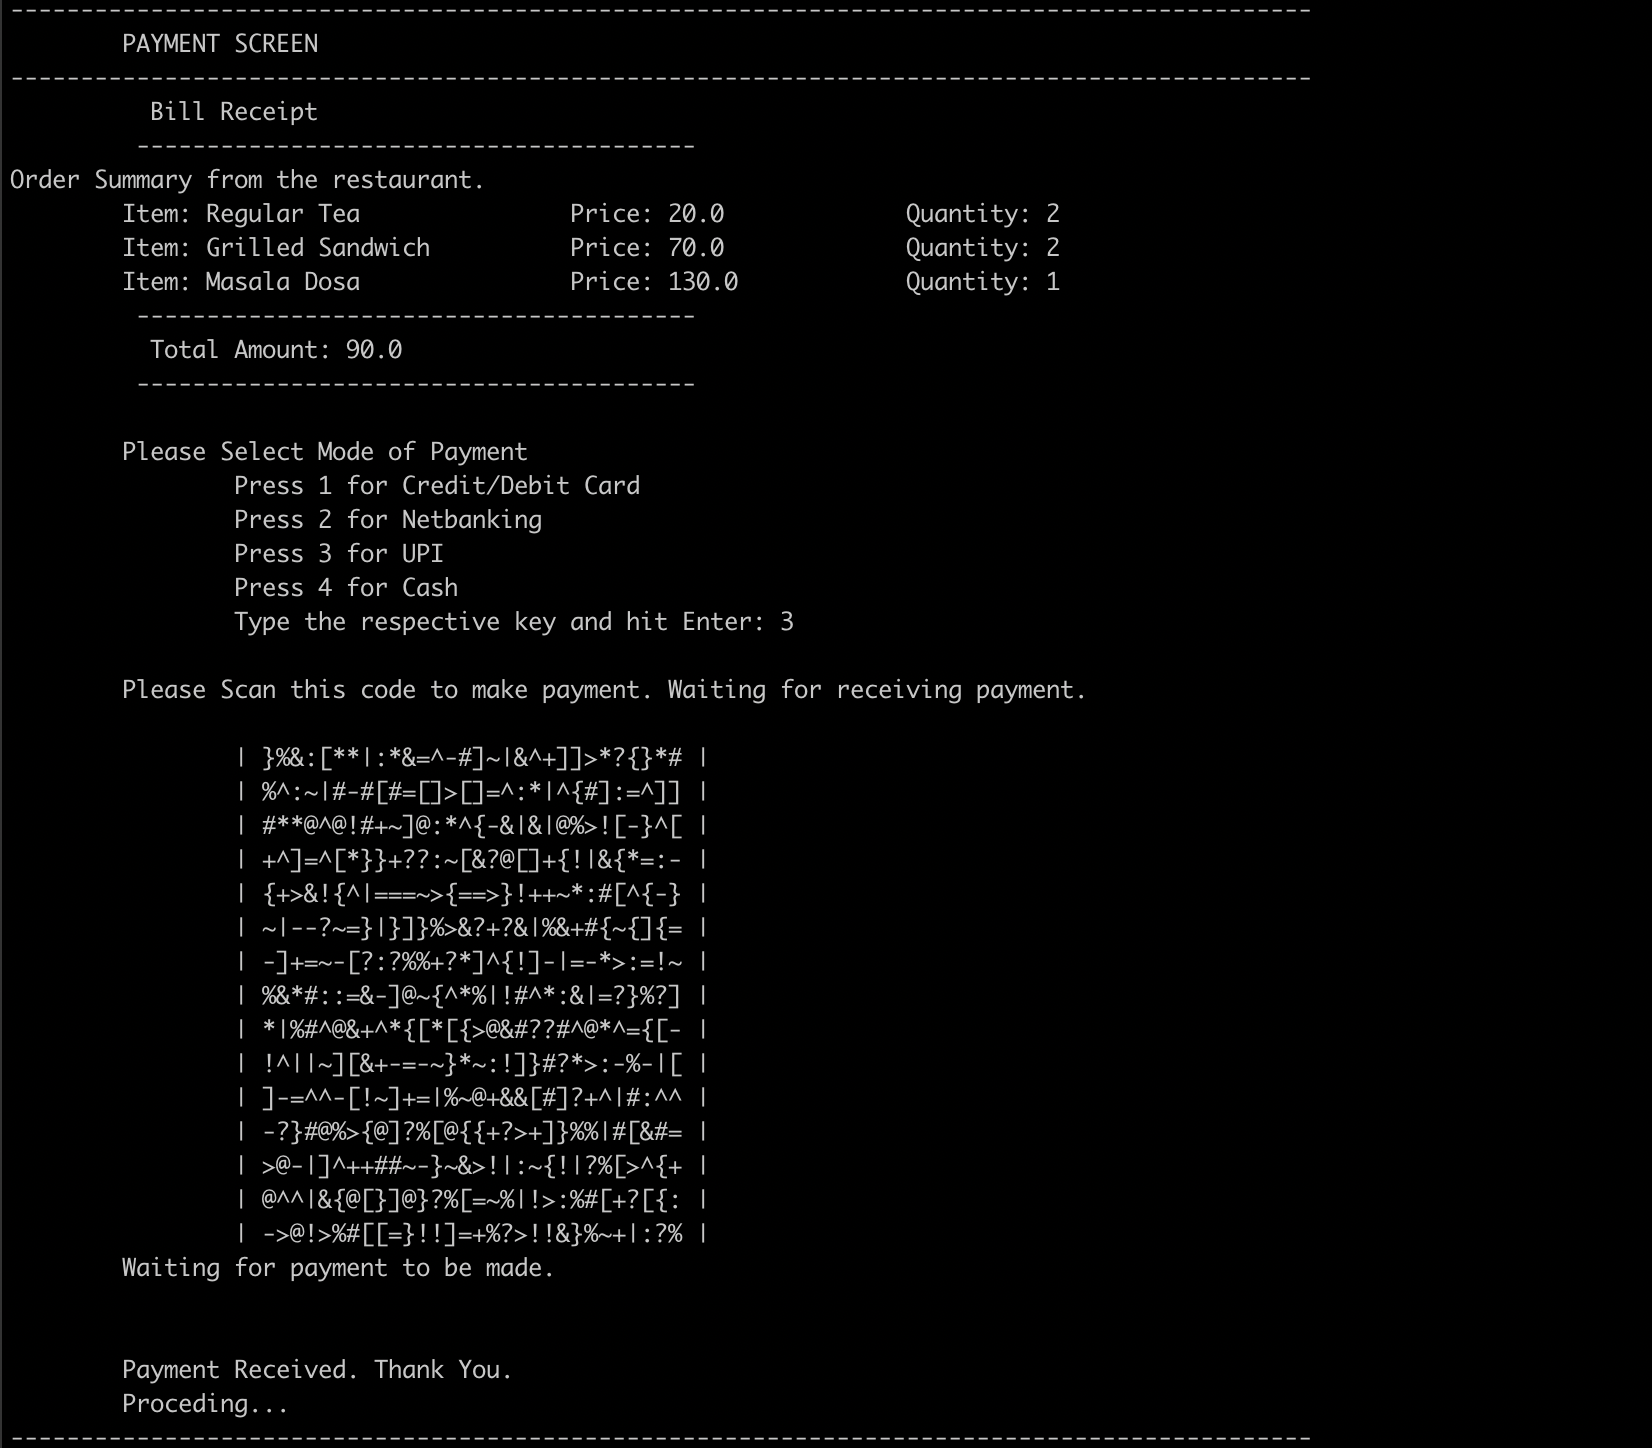 ---------------------------------------------------------------------------------------------
PAYMENT SCREEN
---------------------------------------------------------------------------------------------
Bill Receipt
----------------------------------------
Order Summary from the restaurant.
Item: Regular Tea Price: 20.0 Quantity: 2
Item: Grilled Sandwich Price: 70.0 Quantity: 2
Item: Masala Dosa Price: 130.0 Quantity: 1
----------------------------------------
Total Amount: 90.0
----------------------------------------
Please Select Mode of Payment
Press 1 for Credit/Debit Card
Press 2 for Netbanking
Press 3 for UPI
Press 4 for Cash
Type the respective key and hit Enter: 3
Please Scan this code to make payment. Waiting for receiving payment.
| }%&:[**|:*&=^-#]~|&^+]]>*?{}*# |
| %^:~|#-#[#=[]>[]=^:*|^{#]:=^]] |
| #**@^@!#+~]@:*^{-&|&|@%>![-}^[ |
| +^]=^[*}}+??:~[&?@[]+{!|&{*=:- |
| {+>&!{^|===~>{==>}!++~*:#[^{-} |
| ~|--?~=}|}]}%>&?+?&|%&+#{~{]{= |
| -]+=~-[?:?%%+?*]^{!]-|=-*>:=!~ |
| %&*#::=&-]@~{^*%|!#^*:&|=?}%?] |
| *|%#^@&+^*{[*[{>@&#??#^@*^={[- |
| !^||~][&+-=-~}*~:!]}#?*>:-%-|[ |
| ]-=^^-[!~]+=|%~@+&&[#]?+^|#:^^ |
| -?}#@%>{@]?%[@{{+?>+]}%%|#[&#= |
| >@-|]^++##~-}~&>!|:~{!|?%[>^{+ |
| @^^|&{@[}]@}?%[=~%|!>:%#[+?[{: |
| ->@!>%#[[=}!!]=+%?>!!&}%~+|:?% |
Waiting for payment to be made.
Payment Received. Thank You.
Proceding...
---------------------------------------------------------------------------------------------